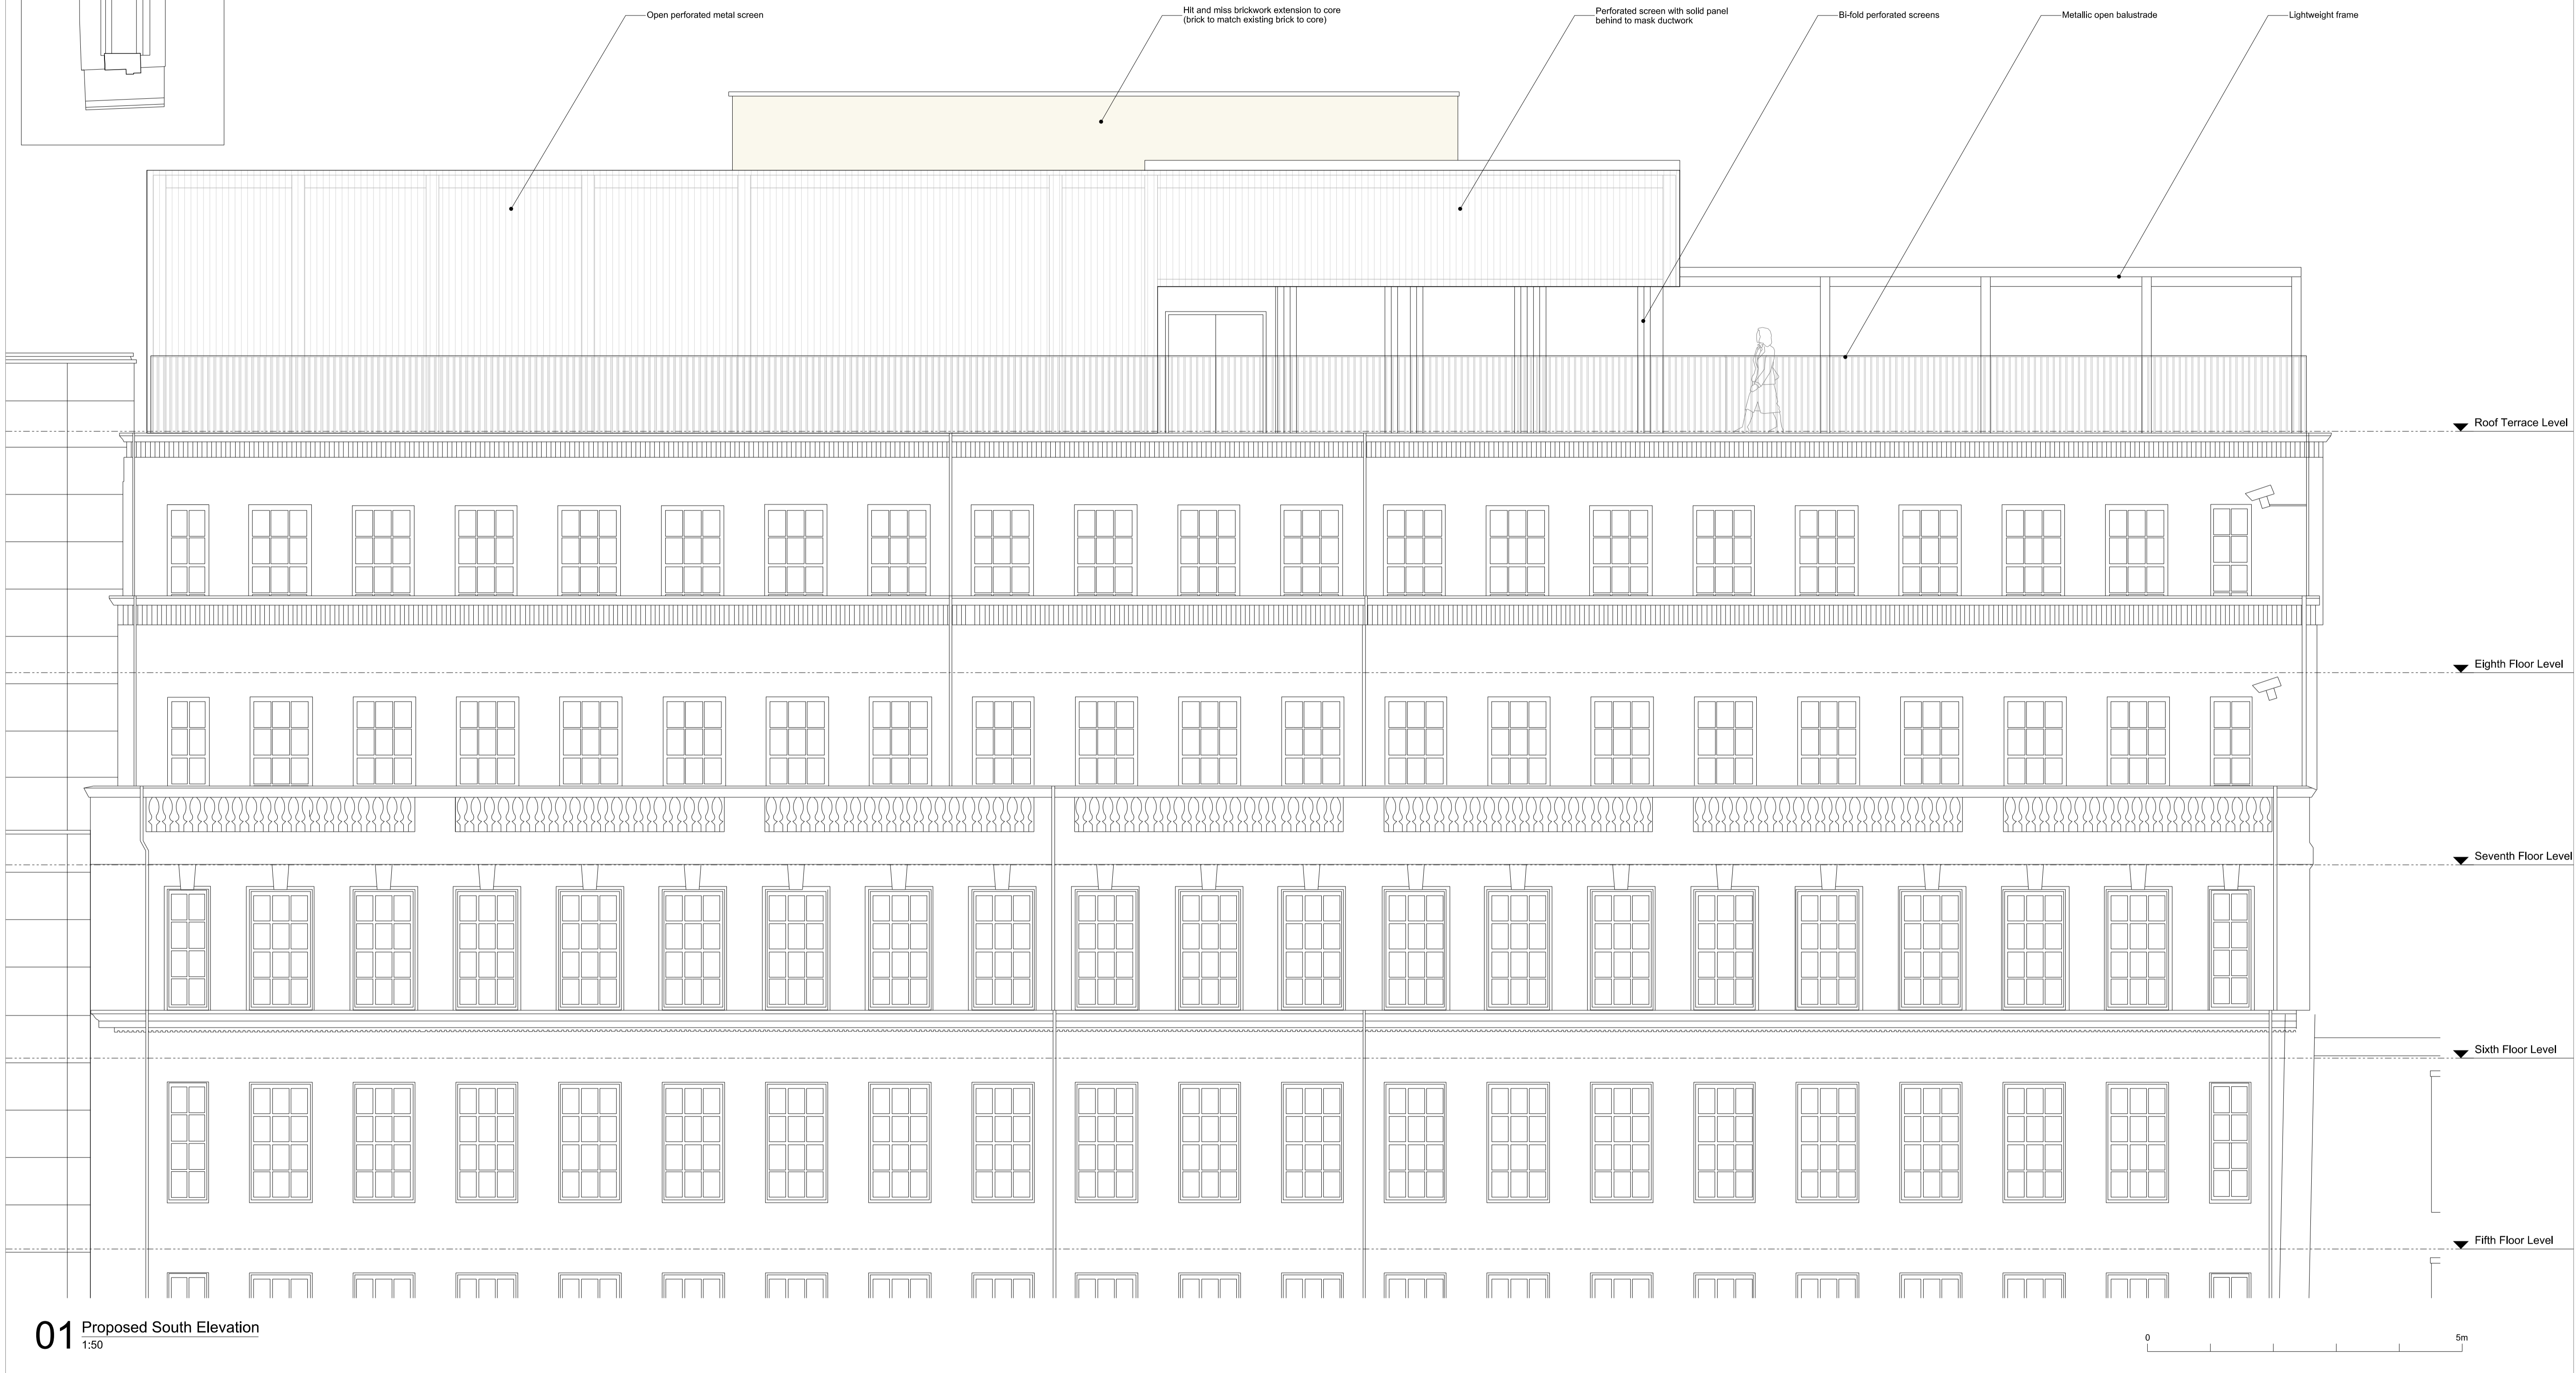 Open perforated metal screen
Hit and miss brickwork extension to core
(brick to match existing brick to core)
Perforated screen with solid panel
behind to mask ductwork
Bi-fold perforated screens
Metallic open balustrade
Lightweight frame
Roof Terrace Level
Eighth Floor Level
Seventh Floor Level
Sixth Floor Level
Fifth Floor Level
01 Proposed South Elevation
1:50
0 5m